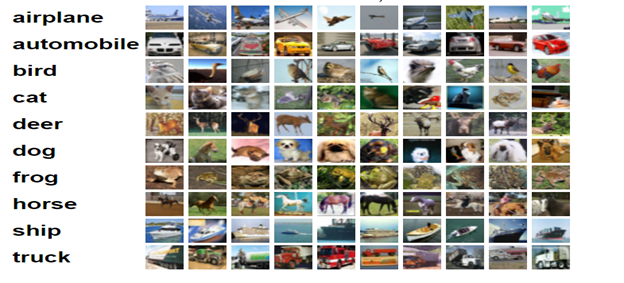 airplane
automobile
bird
cat
deer
dog
frog
horse
ship
truck